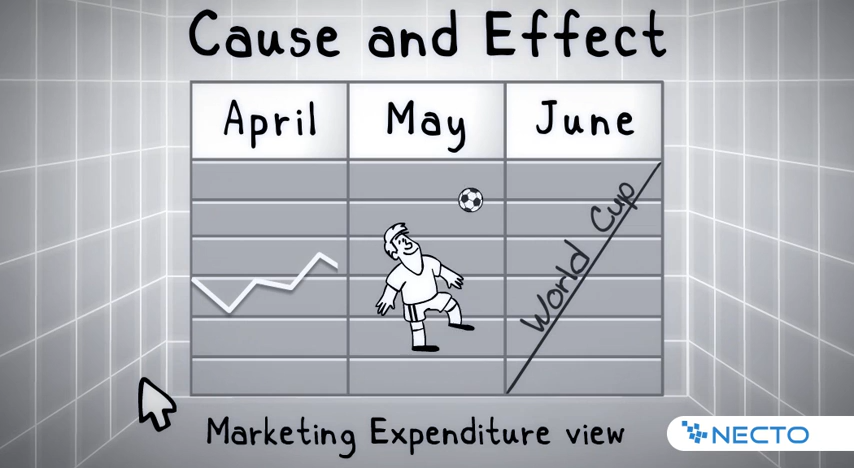 Cause and Effect
April May June
World Cup
Marketing Expenditure view
NECTO